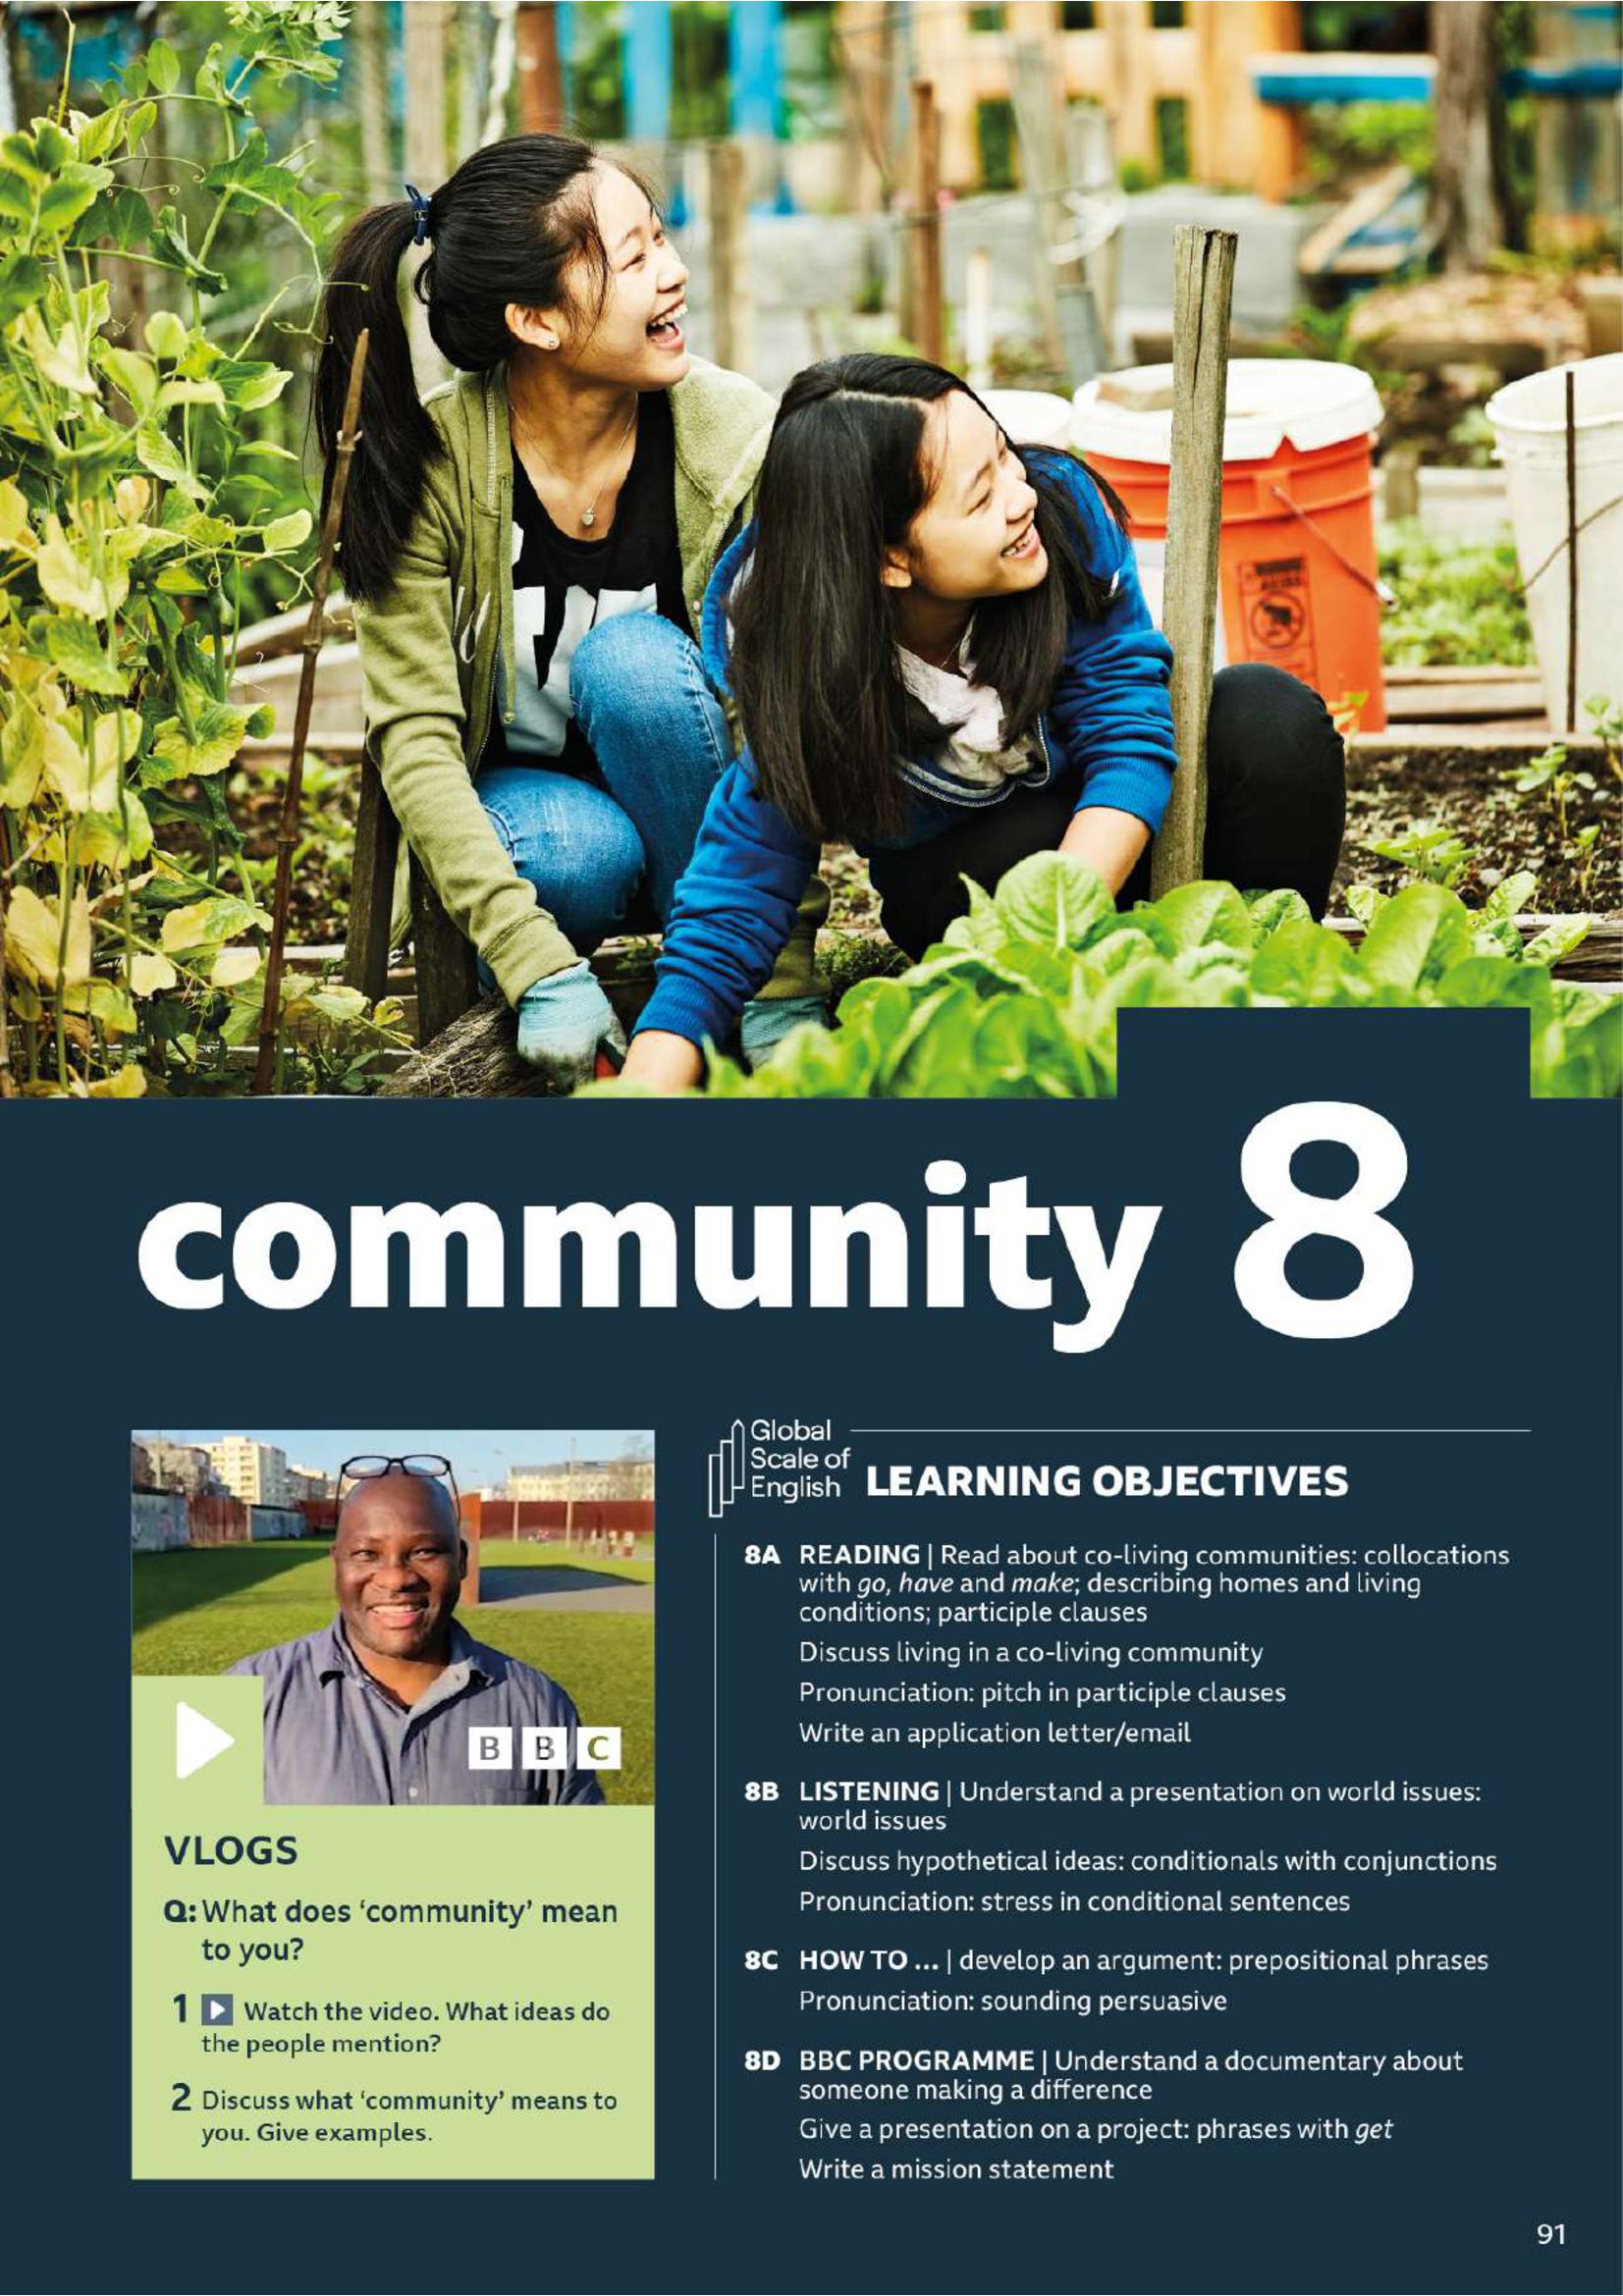 community 8
BBC
VLOGS
Q: What does ‘community’ mean
to you?
1 Watch the video. What ideas do
the people mention?
2 Discuss what ‘community’ means to
you. Give examples.
Global
Scale of
English LEARNING OBJECTIVES
8A READING | Read about co-living communities: collocations
with go, have and make; describing homes and living
conditions; participle clauses
Discuss living in a co-living community
Pronunciation: pitch in participle clauses
Write an application letter/email
8B LISTENING | Understand a presentation on world issues:
world issues
Discuss hypothetical ideas: conditionals with conjunctions
Pronunciation: stress in conditional sentences
8C HOW TO ... | develop an argument: prepositional phrases
Pronunciation: sounding persuasive
8D BBC PROGRAMME | Understand a documentary about
someone making a difference
Give a presentation on a project: phrases with get
Write a mission statement
91